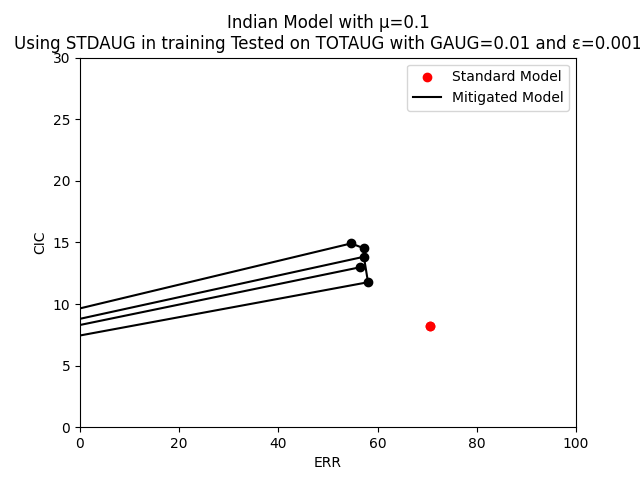 Indian Model with μ=0.1
Using STDAUG in training Tested on TOTAUG with GAUG=0.01 and ε=0.001
30
25
20
15
10
5
0
CIC
Standard Model
Mitigated Model
0 20 40 60 80 100
ERR